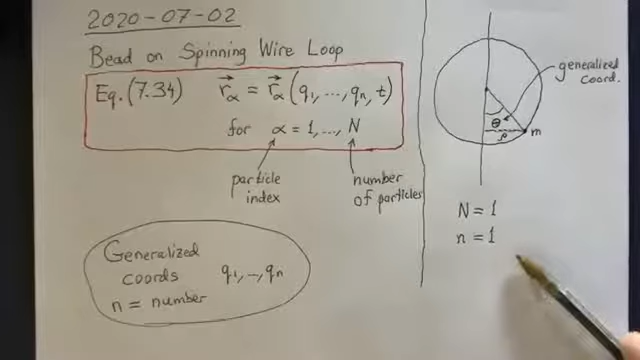 2020-07-02
Bead on Spinning Wire Loop
Eq. (7.34) r⃗α = r⃗α (q1, ..., qn, t)
for α = 1, ..., N
particle index
number of particles
Generalized
coords q1, .., qn
n = number
generalized
coord.
θ
ρ
m
N = 1
n = 1